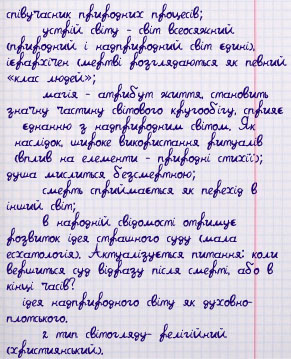 співучасник природних процесів;
устрій світу - світ всеосяжний
(природний і надприродний світ єдині),
ієрархічен смертві розглядаються як певний
«клас людей»;
магія - атрибут життя, становить
значну частину світового кругообігу, сприяє
єднанню з надприродним світом. Як
наслідок, широке використання ритуалів
(вплив на елементи - природні стихії);
душа мислиться безсмертною;
смерть сприймається як перехід в
інший світ;
в народній свідомості отримує
розвиток ідея страшного суду (мала
есхатологія). Актуалізується питання: коли
вершиться суд відразу після смерті, або в
кінці часів?
ідея надприродного світу як духовно-
плотського.
2 тип світогляду- релігійний
(християнський).